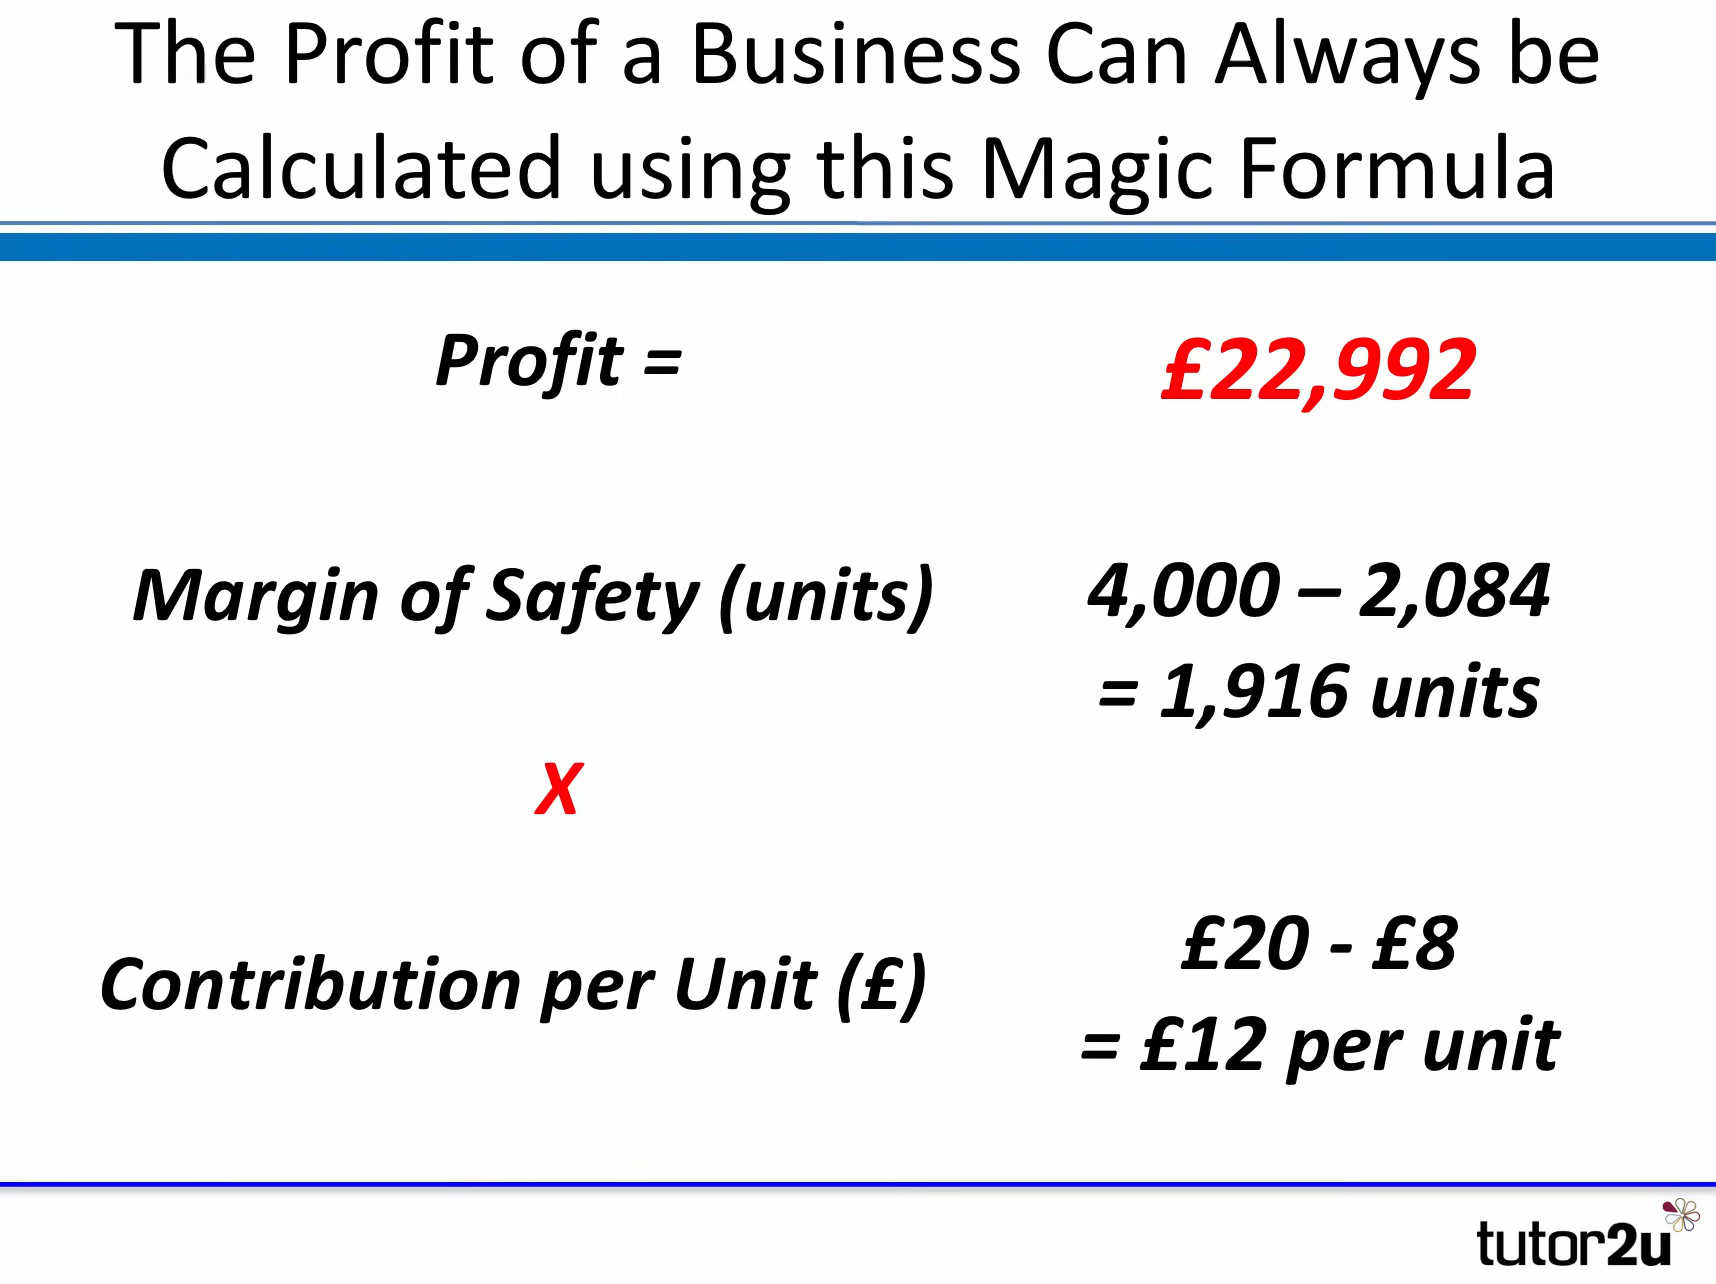 The Profit of a Business Can Always be
Calculated using this Magic Formula
Profit =
£22,992
Margin of Safety (units)
4,000 – 2,084
= 1,916 units
X
Contribution per Unit (£)
£20 - £8
= £12 per unit
tutor2u